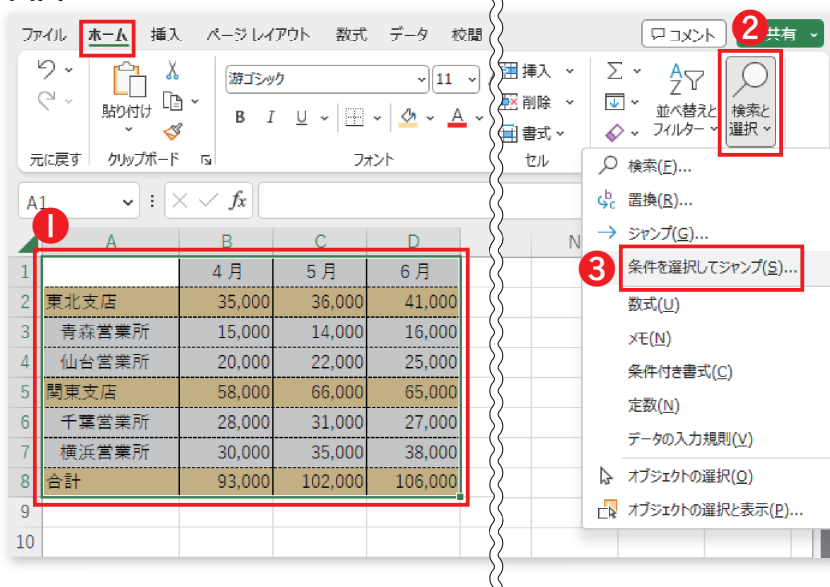 ファイル ホーム 挿入 ページ レイアウト 数式 データ 校閲 コメント 共有
2
元に戻す
貼り付け
クリップボード
游ゴシック 11
B I U A
フォント
挿入
削除
書式
セル
並べ替えと
フィルター
検索と
選択
検索(F)...
置換(R)...
ジャンプ(G)...
3
条件を選択してジャンプ(S)...
数式(U)
メモ(N)
条件付き書式(C)
定数(N)
データの入力規則(V)
オブジェクトの選択(O)
オブジェクトの選択と表示(P)...
A1 fx
1
A B C D N
1 4月 5月 6月
2 東北支店 35,000 36,000 41,000
3 青森営業所 15,000 14,000 16,000
4 仙台営業所 20,000 22,000 25,000
5 関東支店 58,000 66,000 65,000
6 千葉営業所 28,000 31,000 27,000
7 横浜営業所 30,000 35,000 38,000
8 合計 93,000 102,000 106,000
9
10